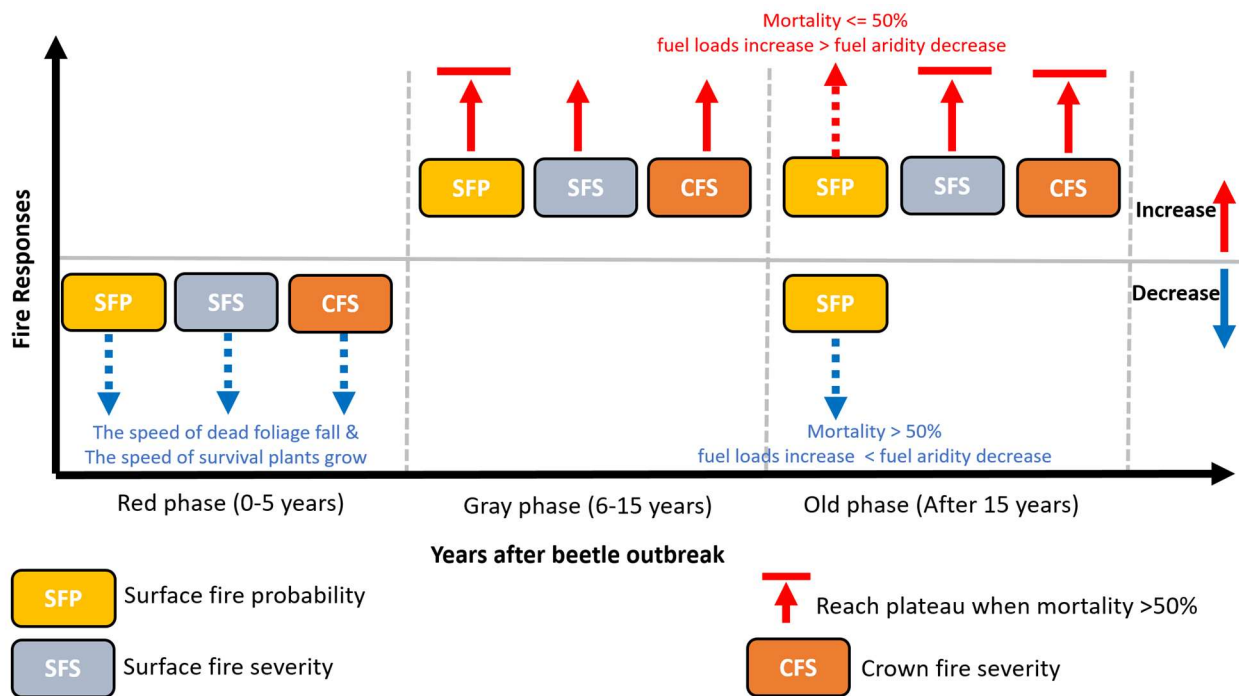 Mortality <= 50%
fuel loads increase > fuel aridity decrease
SFP
SFS
CFS
SFP
SFS
CFS
Increase
Fire Responses
SFP
SFS
CFS
SFP
Decrease
The speed of dead foliage fall &
The speed of survival plants grow
Mortality > 50%
fuel loads increase < fuel aridity decrease
Red phase (0-5 years)
Gray phase (6-15 years)
Old phase (After 15 years)
Years after beetle outbreak
SFP
Surface fire probability
Reach plateau when mortality >50%
SFS
Surface fire severity
CFS
Crown fire severity